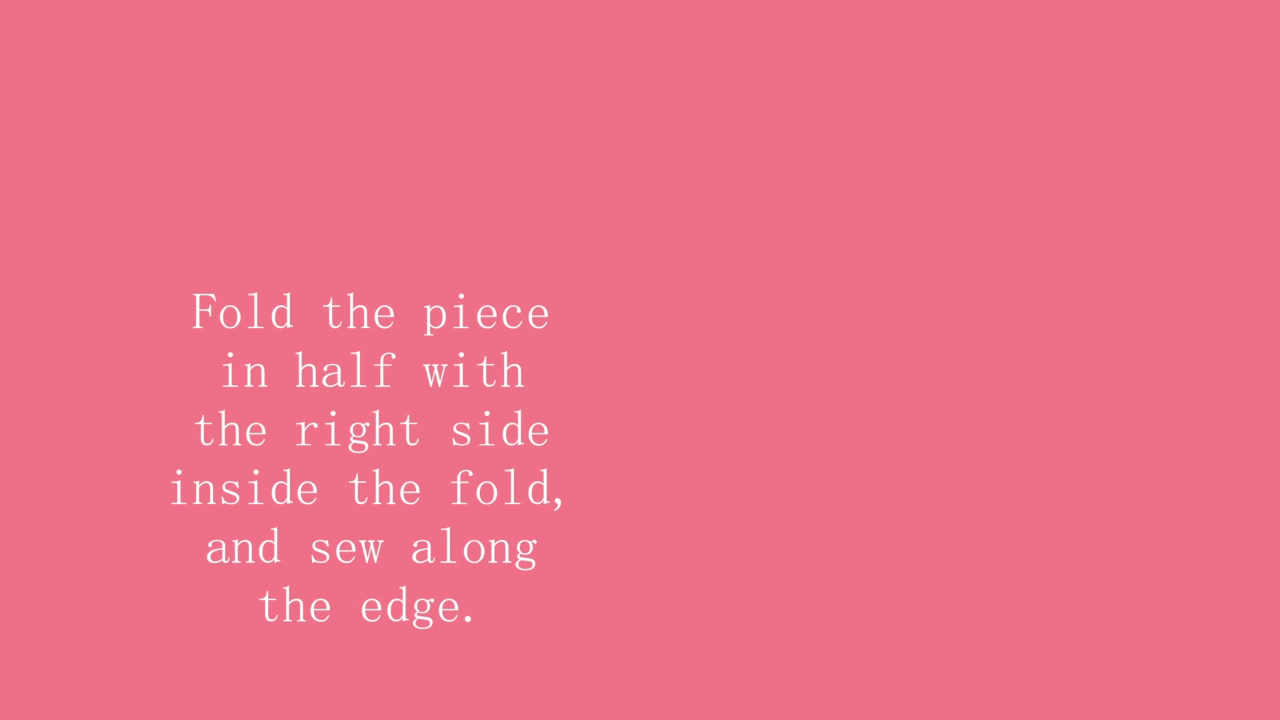 Fold the piece
in half with
the right side
inside the fold,
and sew along
the edge.